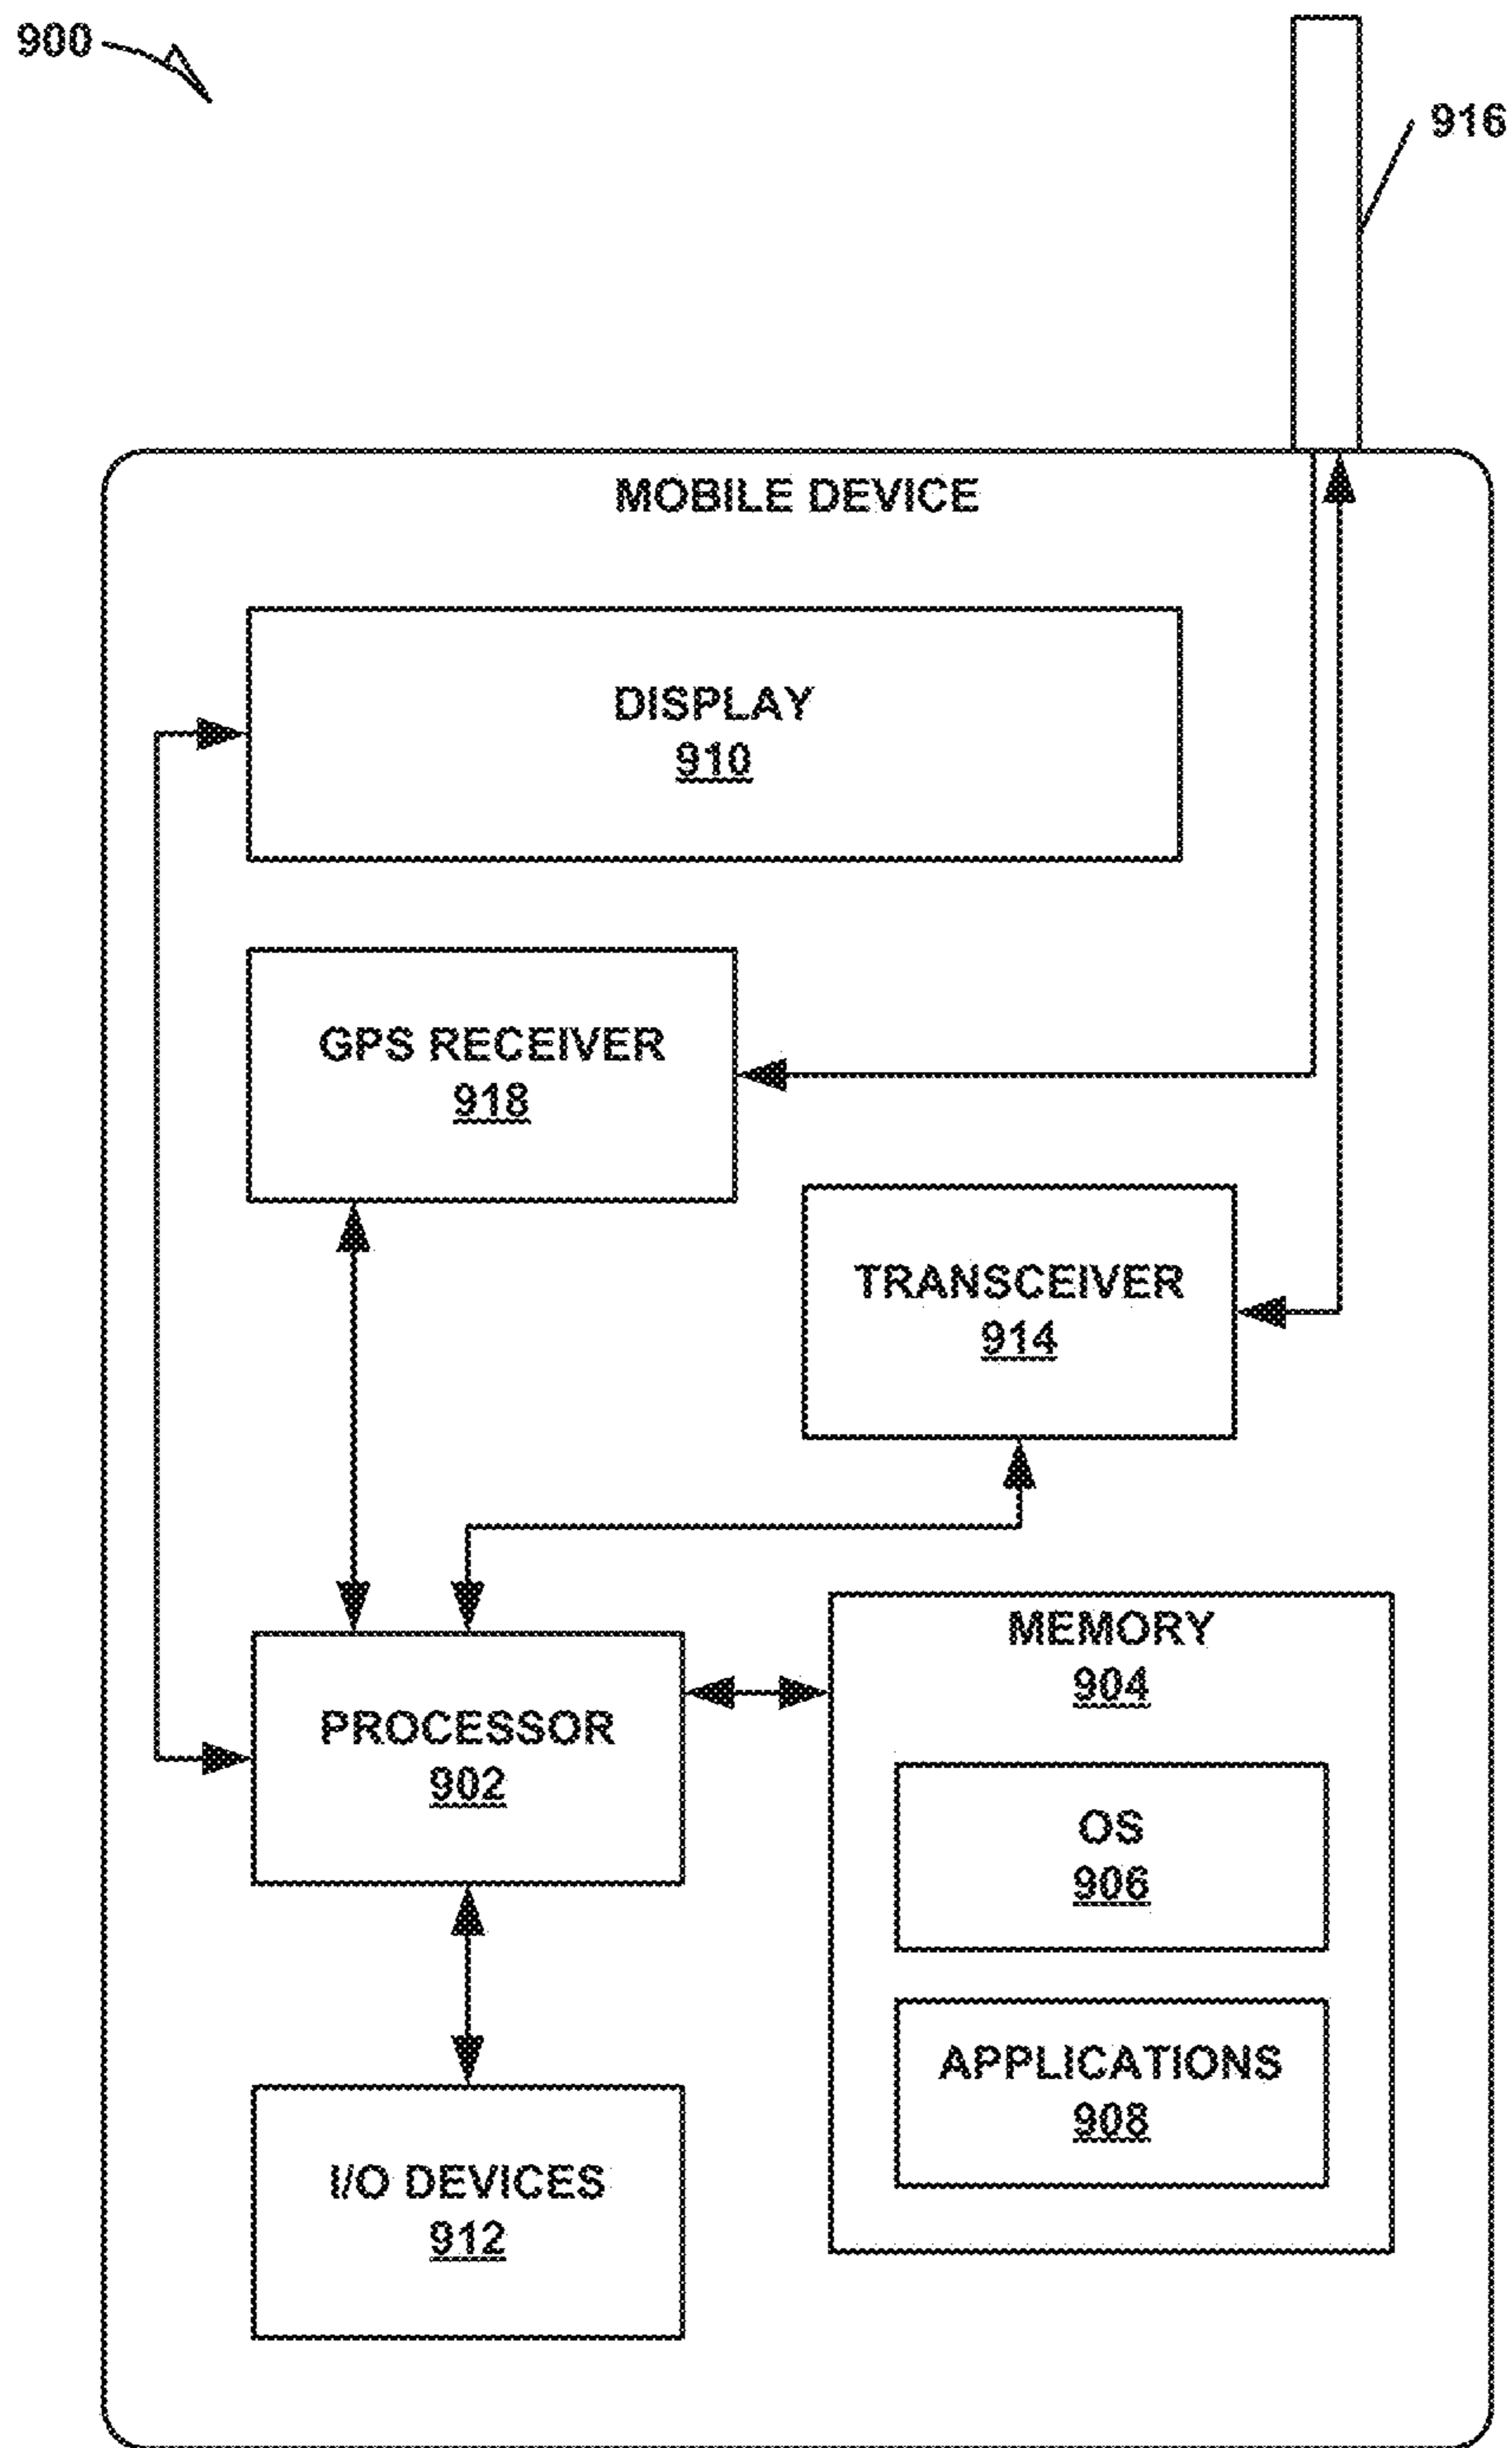 900
916
MOBILE DEVICE
DISPLAY
910
GPS RECEIVER
918
TRANSCEIVER
914
PROCESSOR
902
MEMORY
904
OS
906
APPLICATIONS
908
I/O DEVICES
912